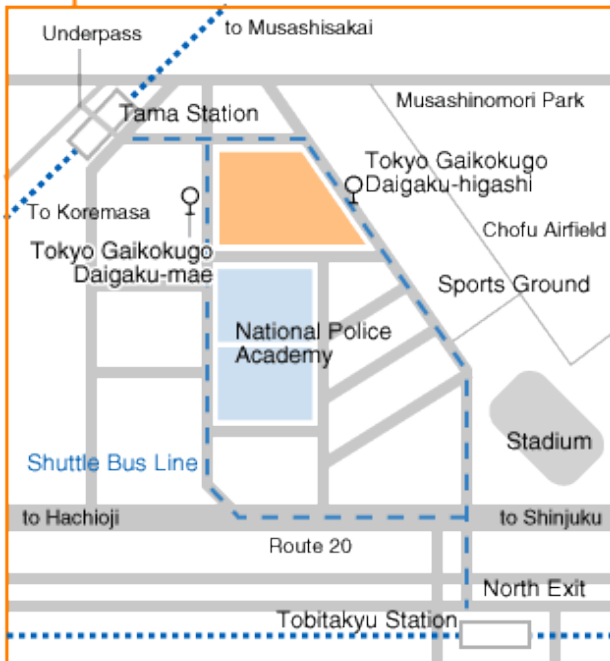 to Musashisakai
Underpass
Musashinomori Park
Tama Station
Tokyo Gaikokugo
Daigaku-higashi
To Koremasa
Chofu Airfield
Tokyo Gaikokugo
Daigaku-mae
Sports Ground
National Police
Academy
Stadium
Shuttle Bus Line
to Hachioji
to Shinjuku
Route 20
North Exit
Tobitakyu Station